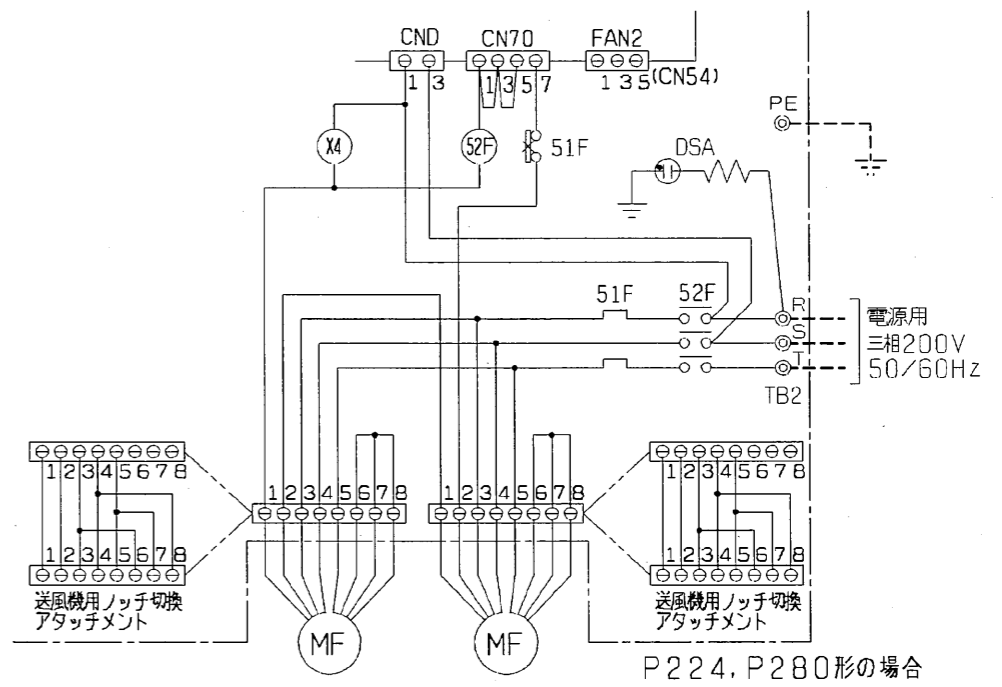 CND CN70 FAN2
1 3 1 3 5 7 1 3 5 (CN54)
PE
X4 52F 51F DSA
51F 52F R
電源用
S
三相200V
T
50/60Hz
TB2
1 2 3 4 5 6 7 8
1 2 3 4 5 6 7 8
1 2 3 4 5 6 7 8
1 2 3 4 5 6 7 8
1 2 3 4 5 6 7 8
1 2 3 4 5 6 7 8
送風機用ノッチ切換
アタッチメント
送風機用ノッチ切換
アタッチメント
MF MF
P224,P280形の場合